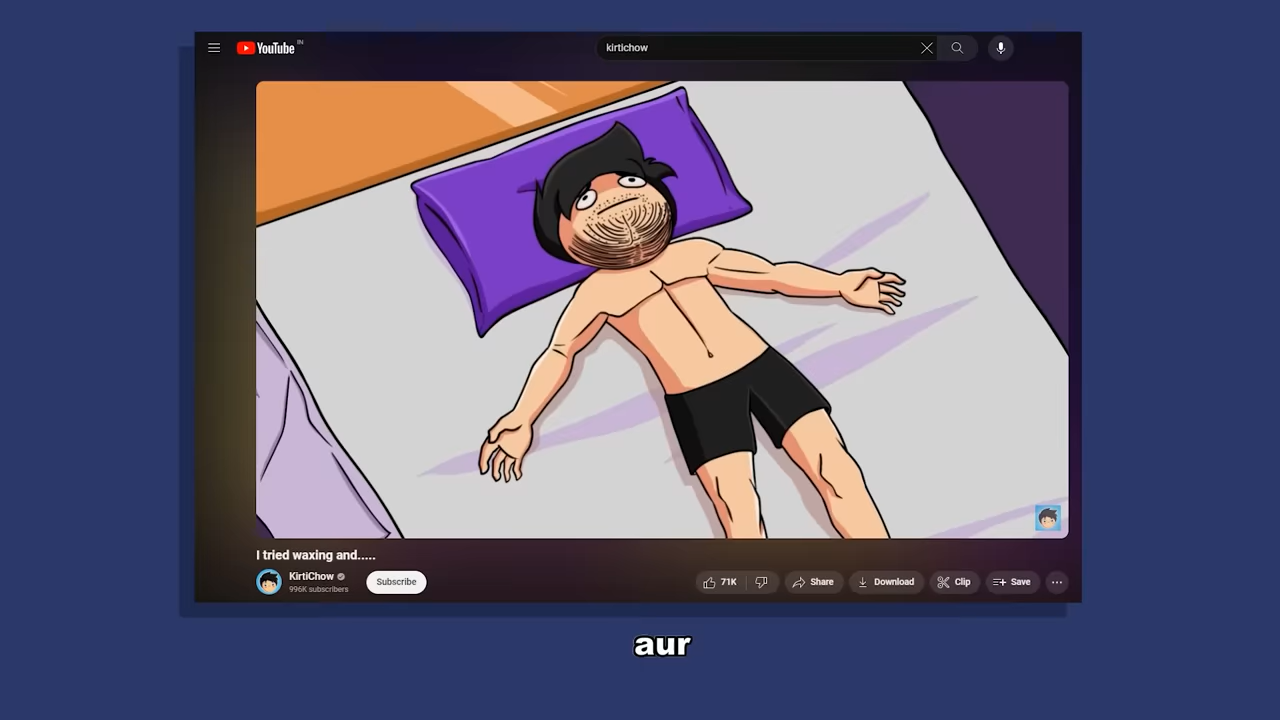 YouTube IN
kirtichow
I tried waxing and.....
KirtiChow
996K subscribers
Subscribe
71K
Share
Download
Clip
Save
aur